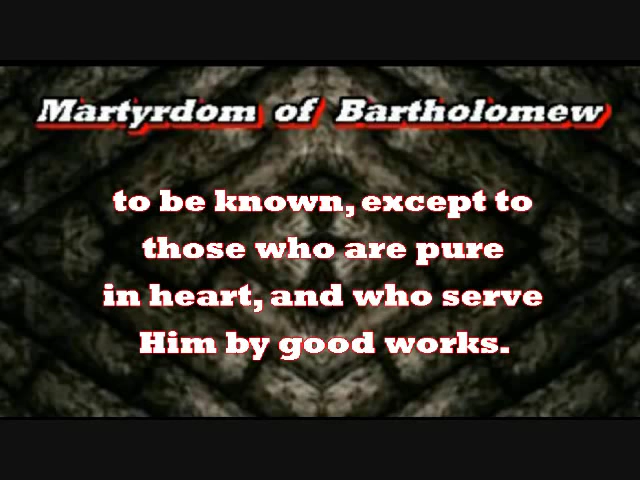 Martyrdom of Bartholomew
to be known, except to
those who are pure
in heart, and who serve
Him by good works.